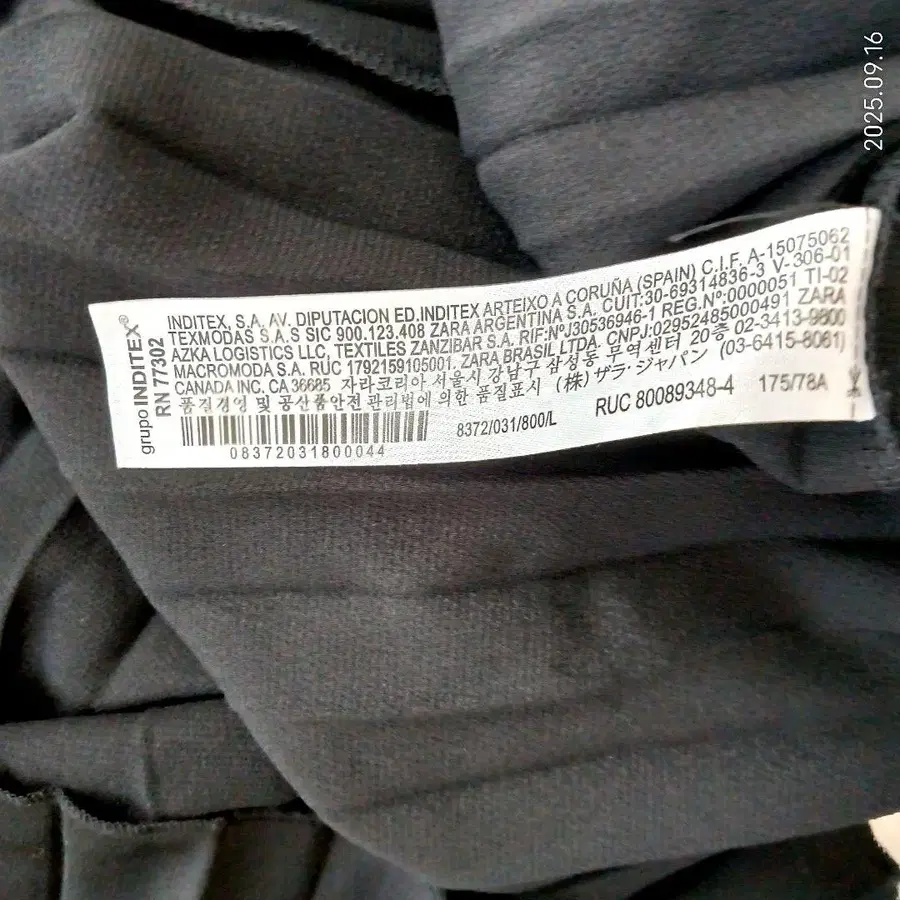 2025.09.16
grupo INDITEX®
RN 77302
INDITEX, S.A. AV. DIPUTACION ED.INDITEX ARTEIXO A CORUÑA (SPAIN) C.I.F. A-15075062
TEXMODAS S.A.S SIC 900.123.408 ZARA ARGENTINA S.A. CUIT:30-69314836-3 V-306-01
AZKA LOGISTICS LLC, TEXTILES ZANZIBAR S.A. RIF:NºJ30536946-1 REG.Nº:0000051 TI-02
MACROMODA S.A. RUC 1792159105001. ZARA BRASIL LTDA. CNPJ:02952485000491 ZARA
CANADA INC. CA 36685 자라코리아 서울시 강남구 삼성동 무역센터 20층 02-3413-9800
품질경영 및 공산품안전 관리법에 의한 품질표시 (株) ザラ・ジャパン (03-6415-8061)
8372/031/800/L RUC 80089348-4 175/78A
08372031800044